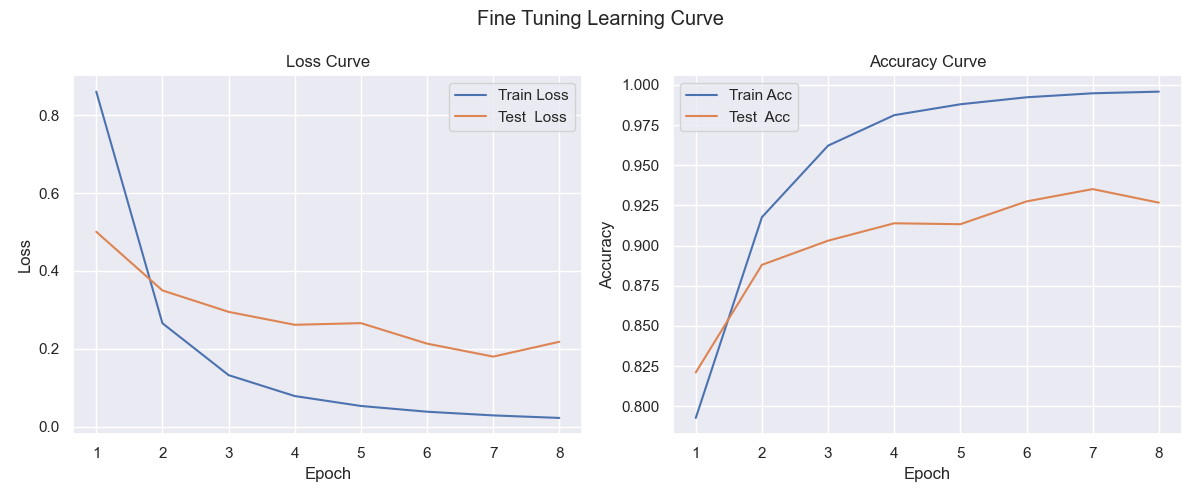 Fine Tuning Learning Curve
Loss Curve
Train Loss
Test  Loss
0.8
0.6
0.4
0.2
0.0
Loss
1 2 3 4 5 6 7 8
Epoch
Accuracy Curve
Train Acc
Test  Acc
1.000
0.975
0.950
0.925
0.900
0.875
0.850
0.825
0.800
Accuracy
1 2 3 4 5 6 7 8
Epoch